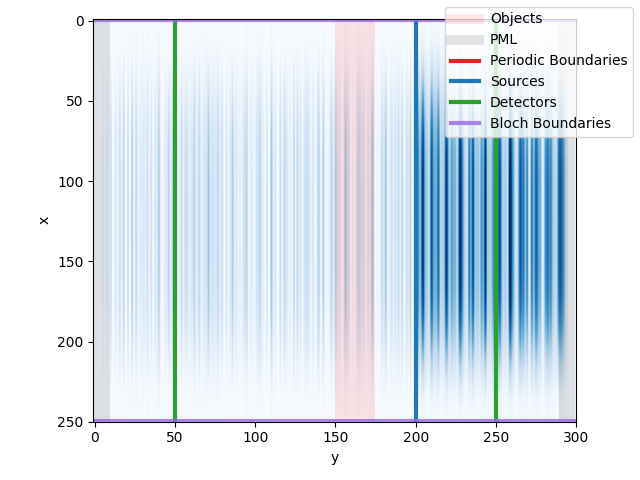 Objects
PML
Periodic Boundaries
Sources
Detectors
Bloch Boundaries
0
50
100
150
200
250
x
0
50
100
150
200
250
300
y